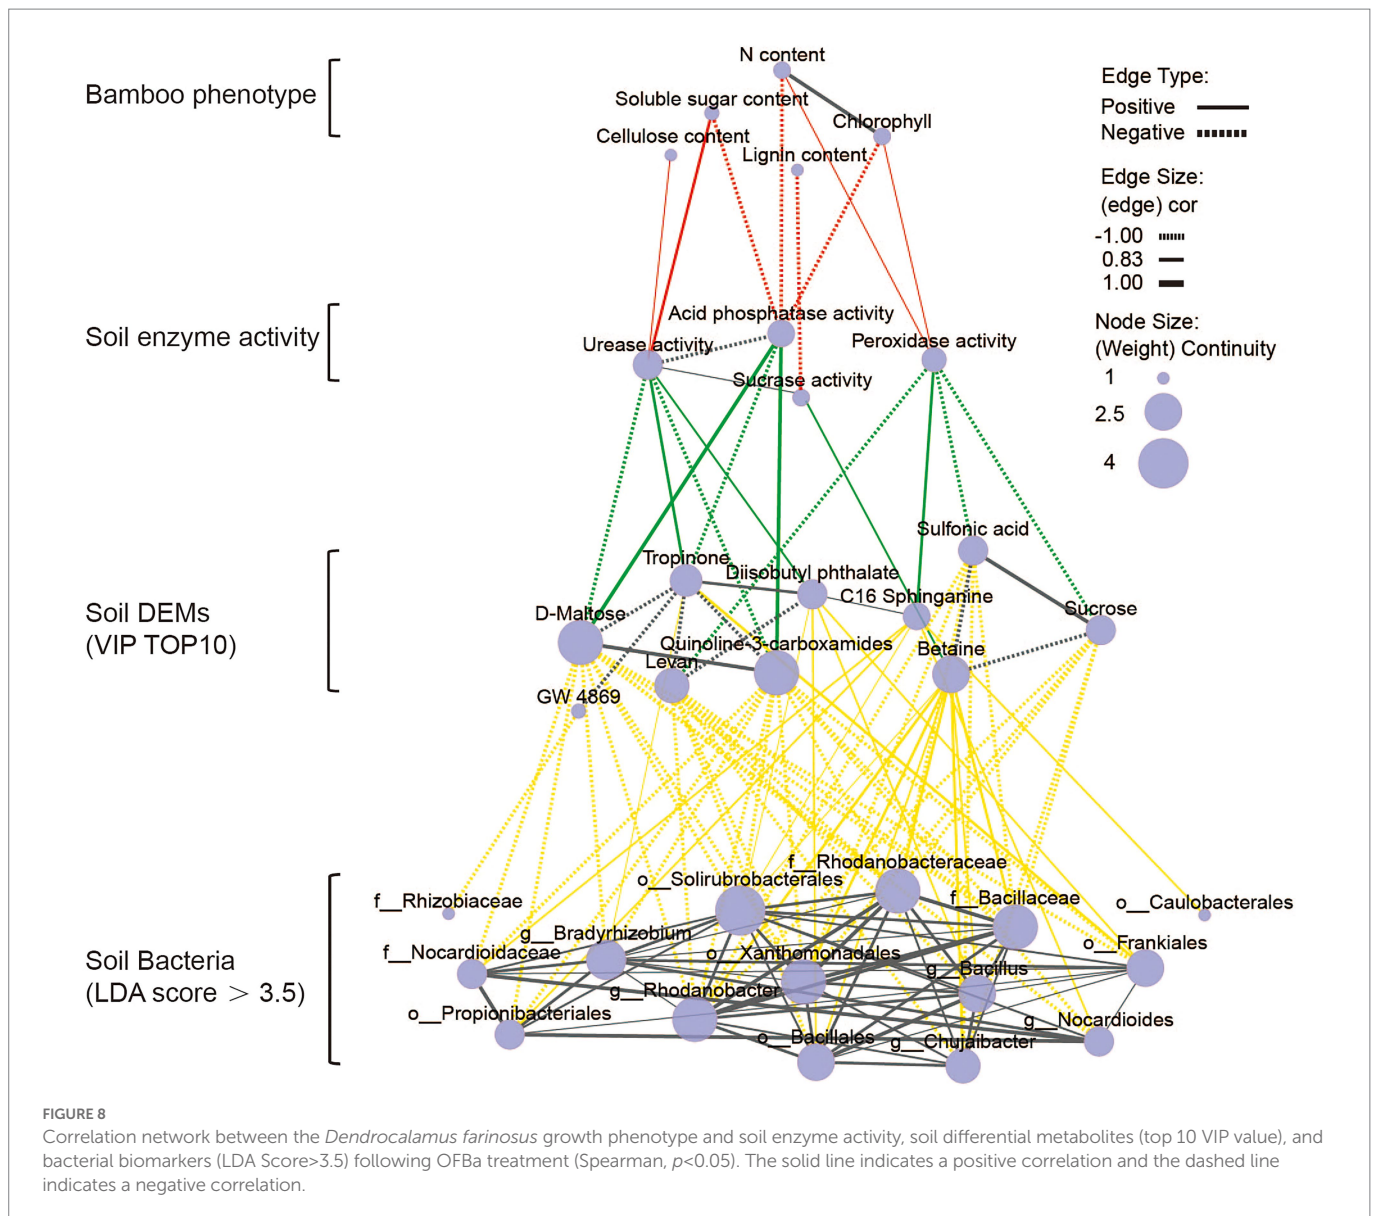 N content
Bamboo phenotype
Soluble sugar content
Chlorophyll
Cellulose content
Lignin content
Edge Type:
Positive
Negative
Edge Size:
(edge) cor
-1.00
0.83
1.00
Node Size:
(Weight) Continuity
1
2.5
4
Soil enzyme activity
Acid phosphatase activity
Urease activity
Peroxidase activity
Sucrase activity
Soil DEMs
(VIP TOP10)
Sulfonic acid
Tropinone
Diisobutyl phthalate
C16 Sphinganine
D-Maltose
Sucrose
Quinoline-3-carboxamides
Betaine
Levan
GW 4869
Soil Bacteria
(LDA score > 3.5)
f__Rhodanobacteraceae
o__Solirubrobacterales
f__Rhizobiaceae
f__Bacillaceae
o__Caulobacterales
g__Bradyrhizobium
f__Nocardioidaceae
o__Xanthomonadales
o__Frankiales
g__Bacillus
g__Rhodanobacter
o__Propionibacteriales
g__Nocardioides
o__Bacillales
g__Chujaibacter
FIGURE 8
Correlation network between the Dendrocalamus farinosus growth phenotype and soil enzyme activity, soil differential metabolites (top 10 VIP value), and
bacterial biomarkers (LDA Score>3.5) following OFBa treatment (Spearman, p<0.05). The solid line indicates a positive correlation and the dashed line
indicates a negative correlation.